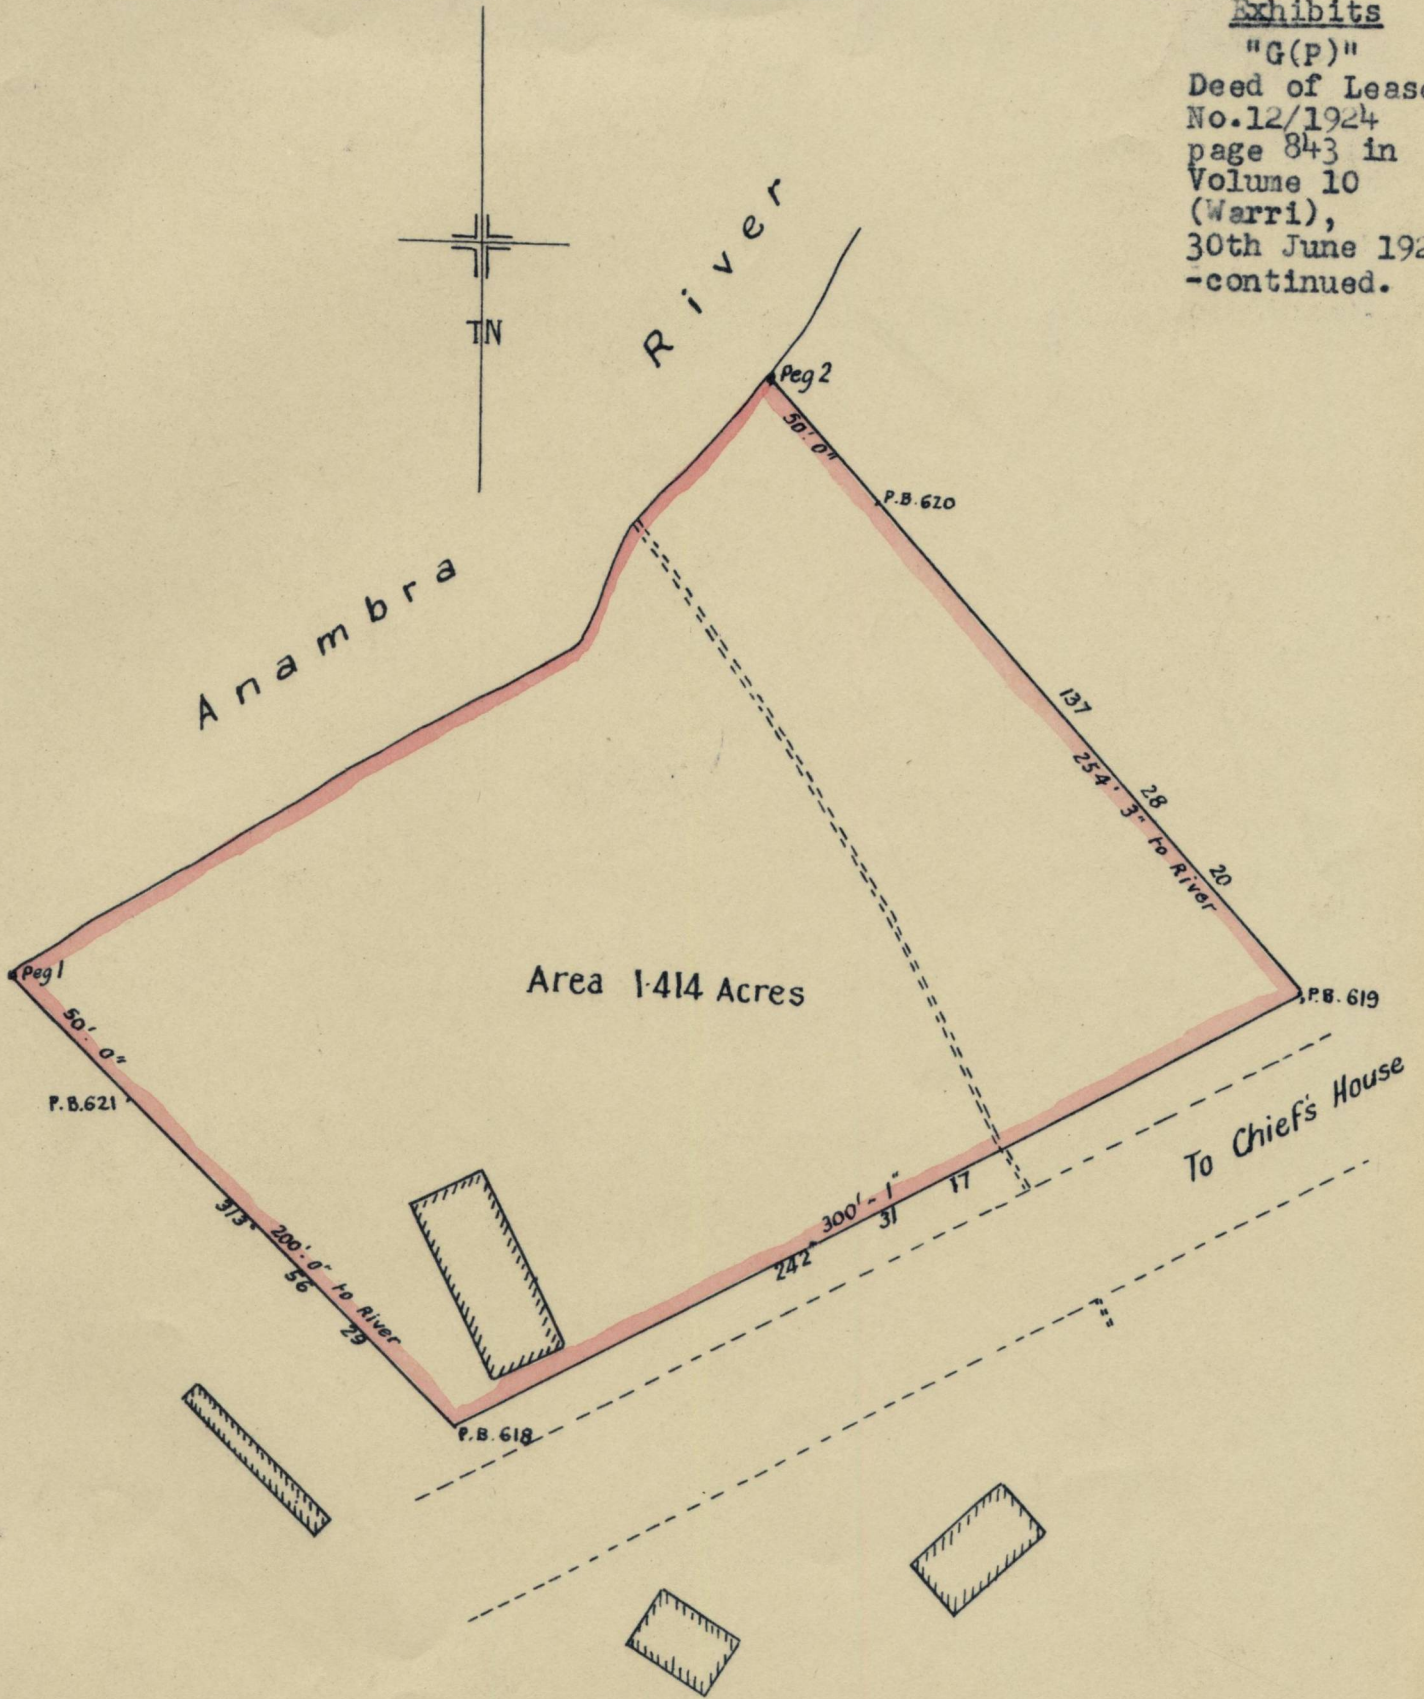 Exhibits
"G(P)"
Deed of Lease
No.12/1924
page 843 in
Volume 10
(Warri),
30th June 192
-continued.
TN
Anambra River
Peg 2
50'. 0"
P.B. 620
137
28
20
254' 3" to River
P.B. 619
Peg 1
50'. 0"
P.B. 621
Area 1·414 Acres
To Chief's House
313°
56
29
200'. 0" to River
300' - 1"
242°
31
17
P.B. 618